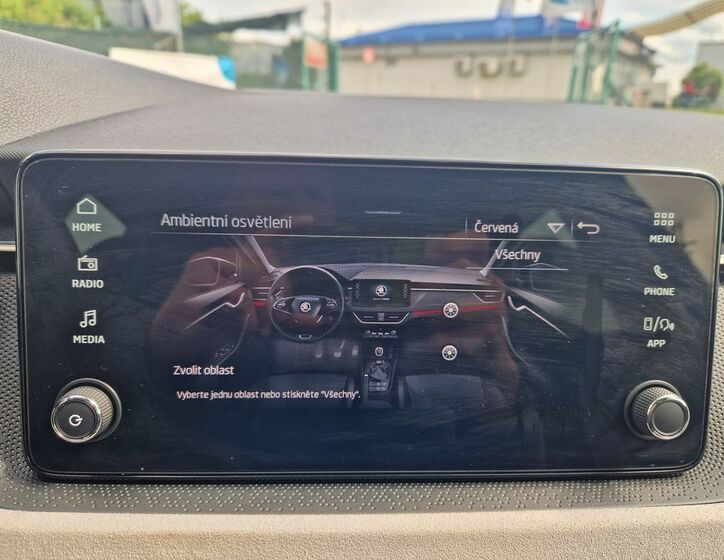 HOME
RADIO
MEDIA
Ambientní osvětlení
Červená
Všechny
Zvolit oblast
Vyberte jednu oblast nebo stiskněte "Všechny".
MENU
PHONE
APP